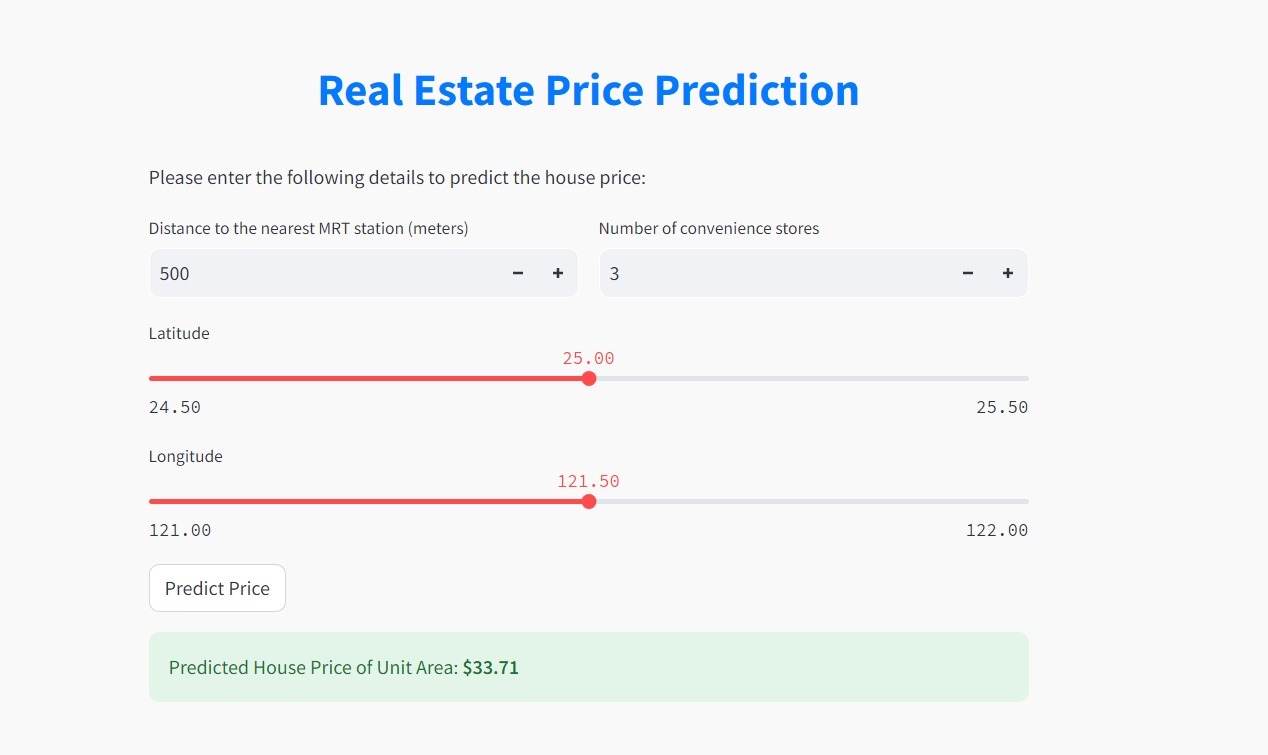 Real Estate Price Prediction
Please enter the following details to predict the house price:
Distance to the nearest MRT station (meters)
Number of convenience stores
500
3
Latitude
25.00
24.50
25.50
Longitude
121.50
121.00
122.00
Predict Price
Predicted House Price of Unit Area: $33.71